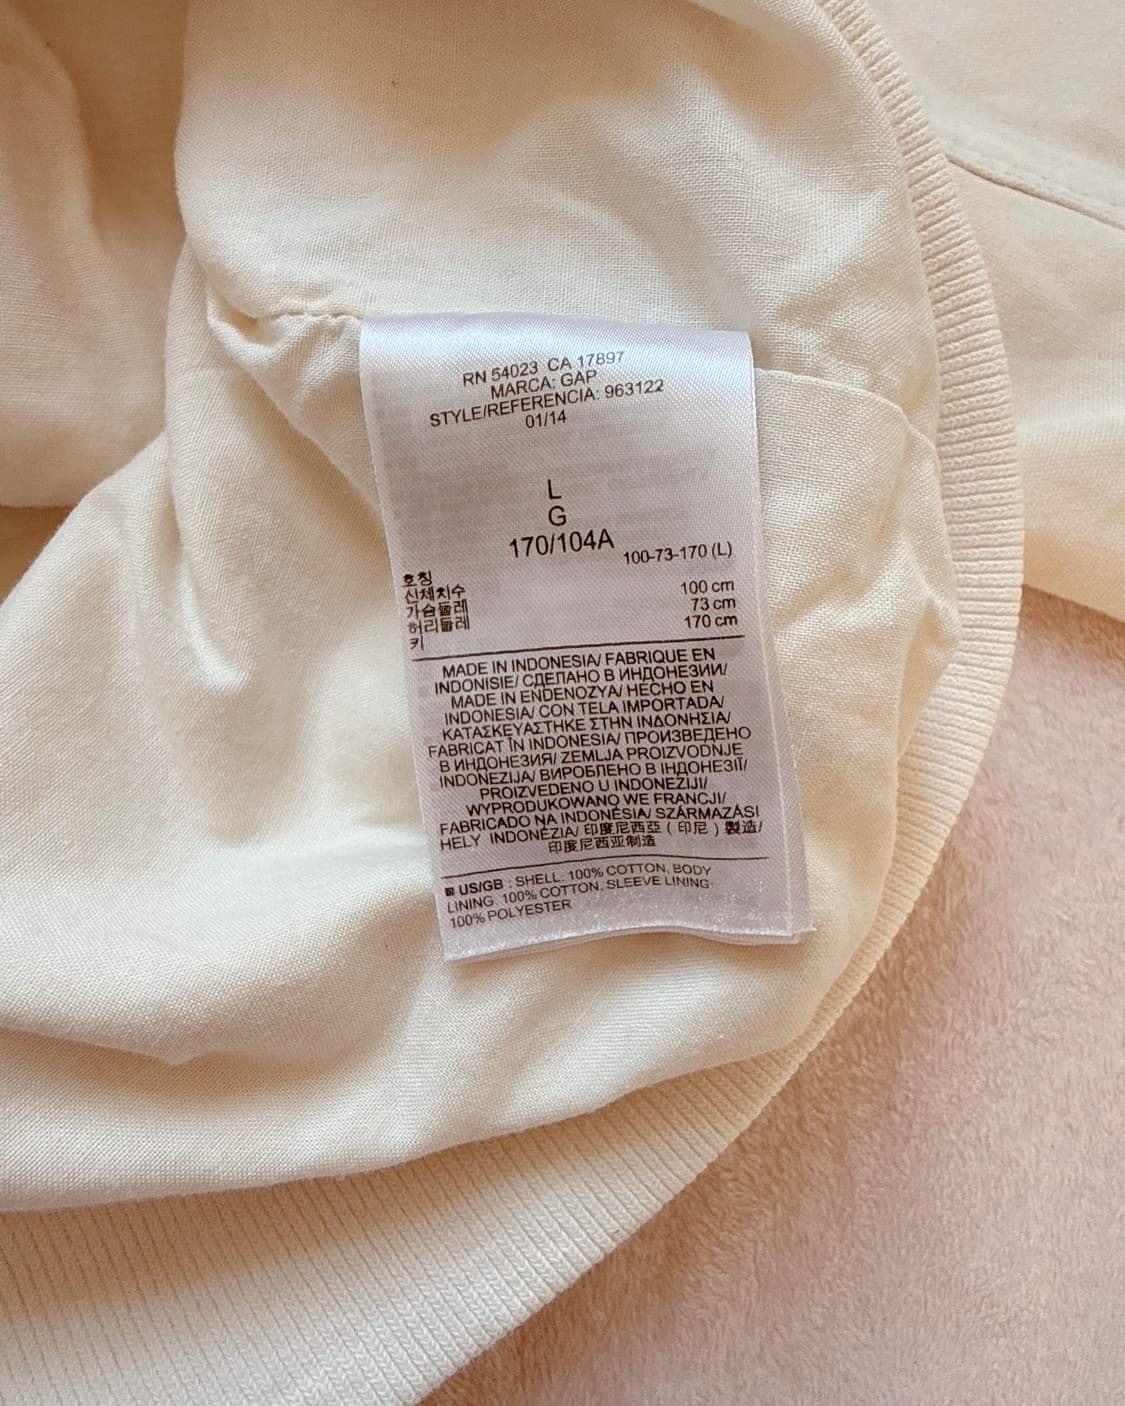 RN 54023 CA 17897
MARCA: GAP
STYLE/REFERENCIA: 963122
01/14
L
G
170/104A
100-73-170 (L)
호칭
신체치수
가슴둘레 100 cm
허리둘레 73 cm
키 170 cm
MADE IN INDONESIA/ FABRIQUE EN
INDONISIE/ СДЕЛАНО В ИНДОНЕЗИИ/
MADE IN ENDENOZYA/ HECHO EN
INDONESIA/ CON TELA IMPORTADA/
ΚΑΤΑΣΚΕΥΑΣΤΗΚΕ ΣΤΗΝ ΙΝΔΟΝΗΣΙΑ/
FABRICAT ÎN INDONESIA/ ПРОИЗВЕДЕНО
В ИНДОНЕЗИЯ/ ZEMLJA PROIZVODNJE
INDONEZIJA/ ВИРОБЛЕНО В ІНДОНЕЗІЇ/
PROIZVEDENO U INDONEZIJI/
WYPRODUKOWANO WE FRANCJI/
FABRICADO NA INDONÉSIA/ SZÁRMAZÁSI
HELY INDONÉZIA/ 印度尼西亞 ( 印尼 ) 製造/
印度尼西亚制造
US/GB : SHELL: 100% COTTON, BODY
LINING: 100% COTTON, SLEEVE LINING:
100% POLYESTER